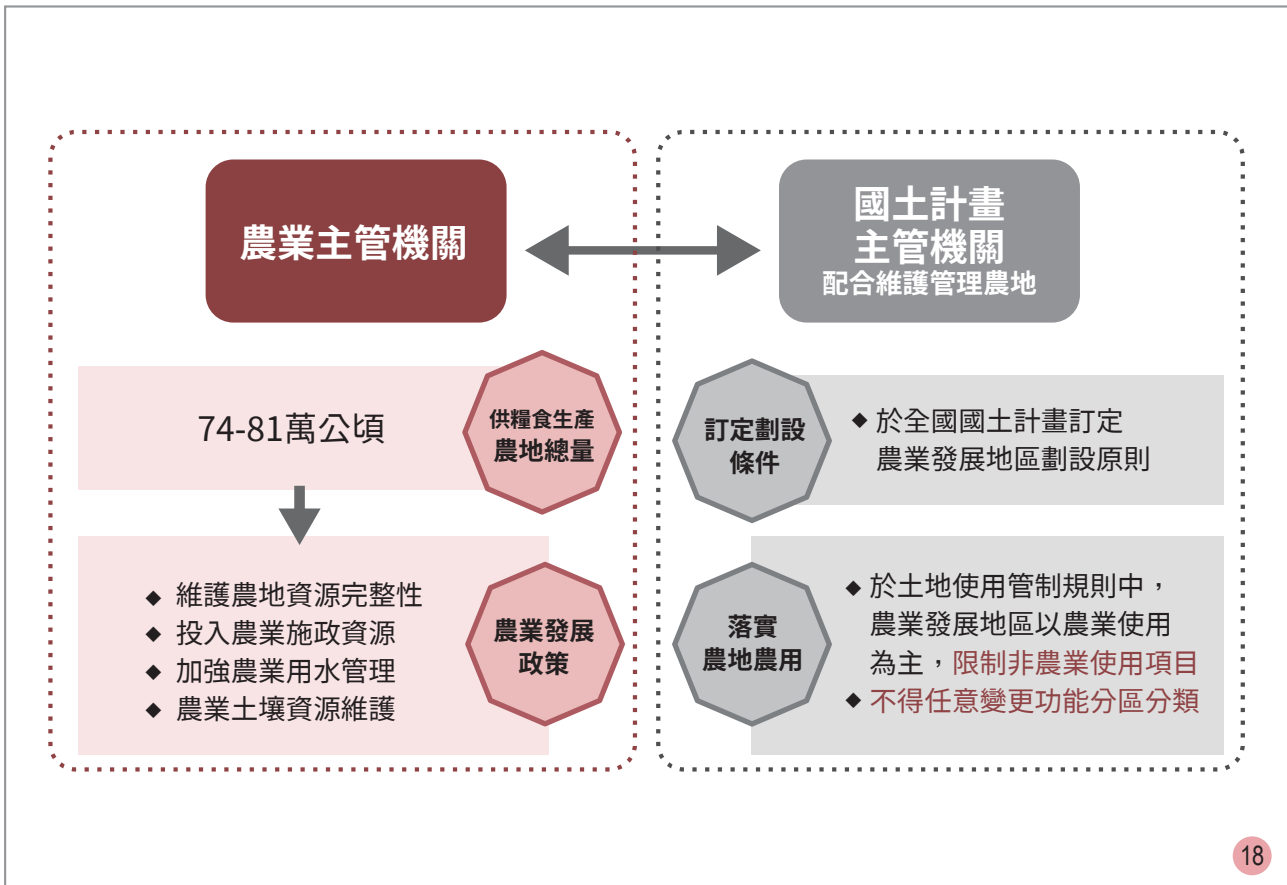 農業主管機關
74-81萬公頃
供糧食生產
農地總量
◆ 維護農地資源完整性
◆ 投入農業施政資源
◆ 加強農業用水管理
◆ 農業土壤資源維護
農業發展
政策
國土計畫
主管機關
配合維護管理農地
訂定劃設
條件
◆ 於全國國土計畫訂定
農業發展地區劃設原則
落實
農地農用
◆ 於土地使用管制規則中，
農業發展地區以農業使用
為主，限制非農業使用項目
◆ 不得任意變更功能分區分類
18